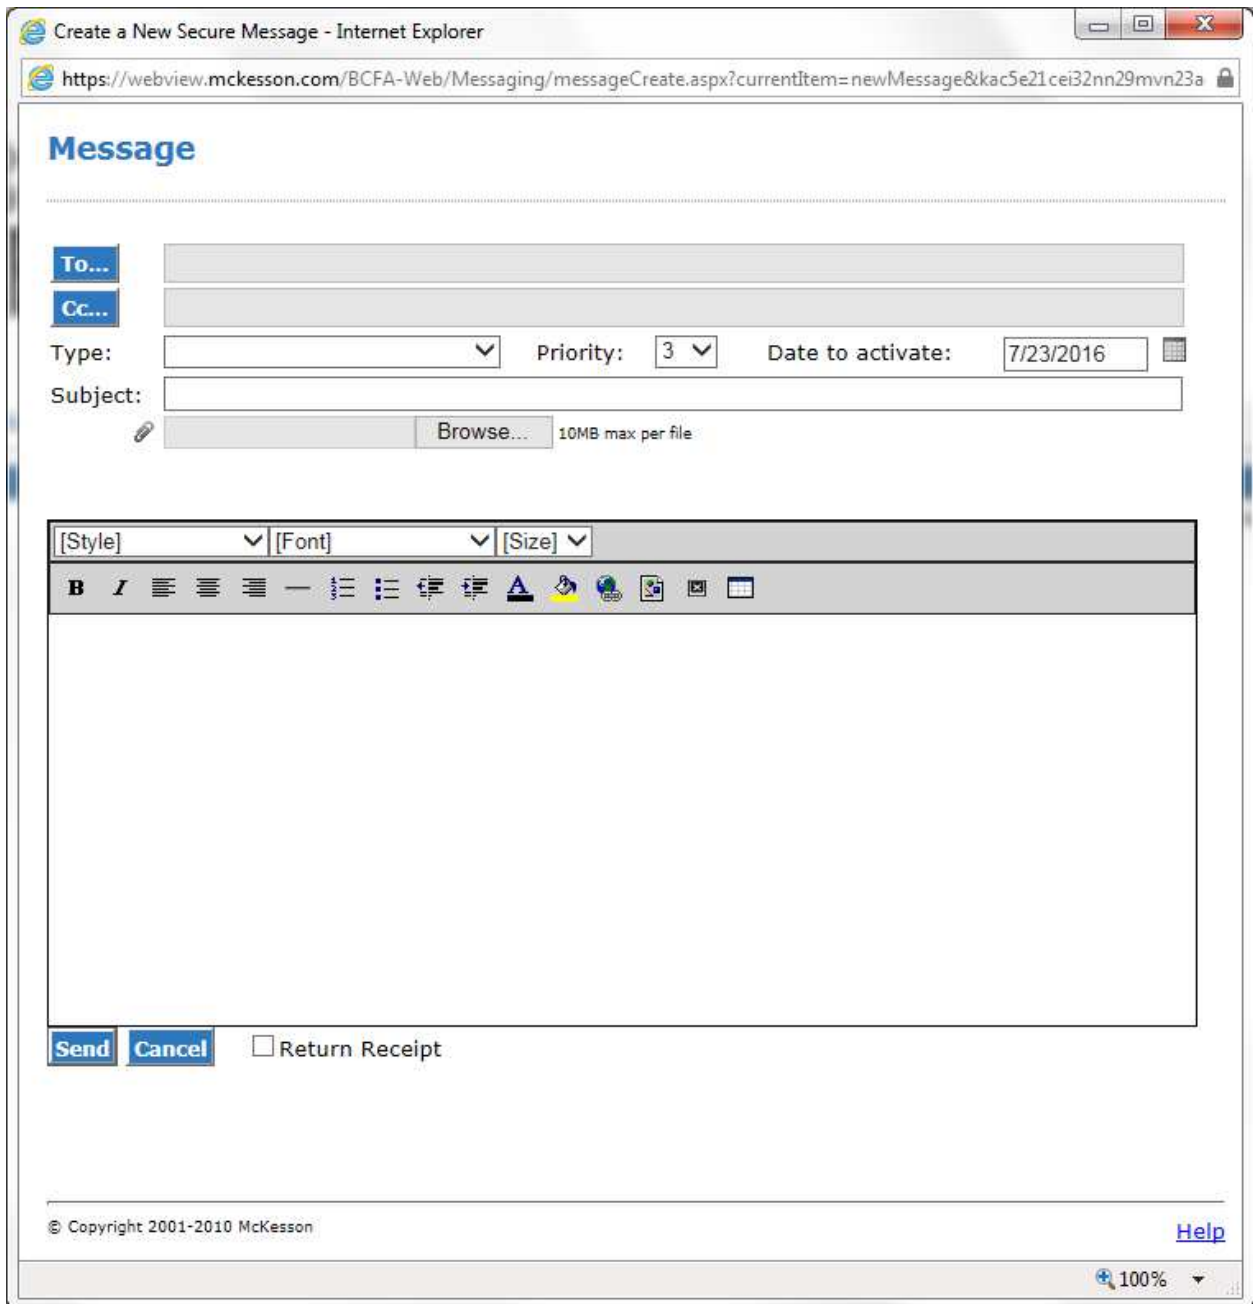 Create a New Secure Message - Internet Explorer
https://webview.mckesson.com/BCFA-Web/Messaging/messageCreate.aspx?currentItem=newMessage&kac5e21cei32nn29mvn23a
Message
To...
Cc...
Type: Priority: 3 Date to activate: 7/23/2016
Subject:
Browse... 10MB max per file
[Style] [Font] [Size]
B I A
Send Cancel Return Receipt
© Copyright 2001-2010 McKesson
Help
100%